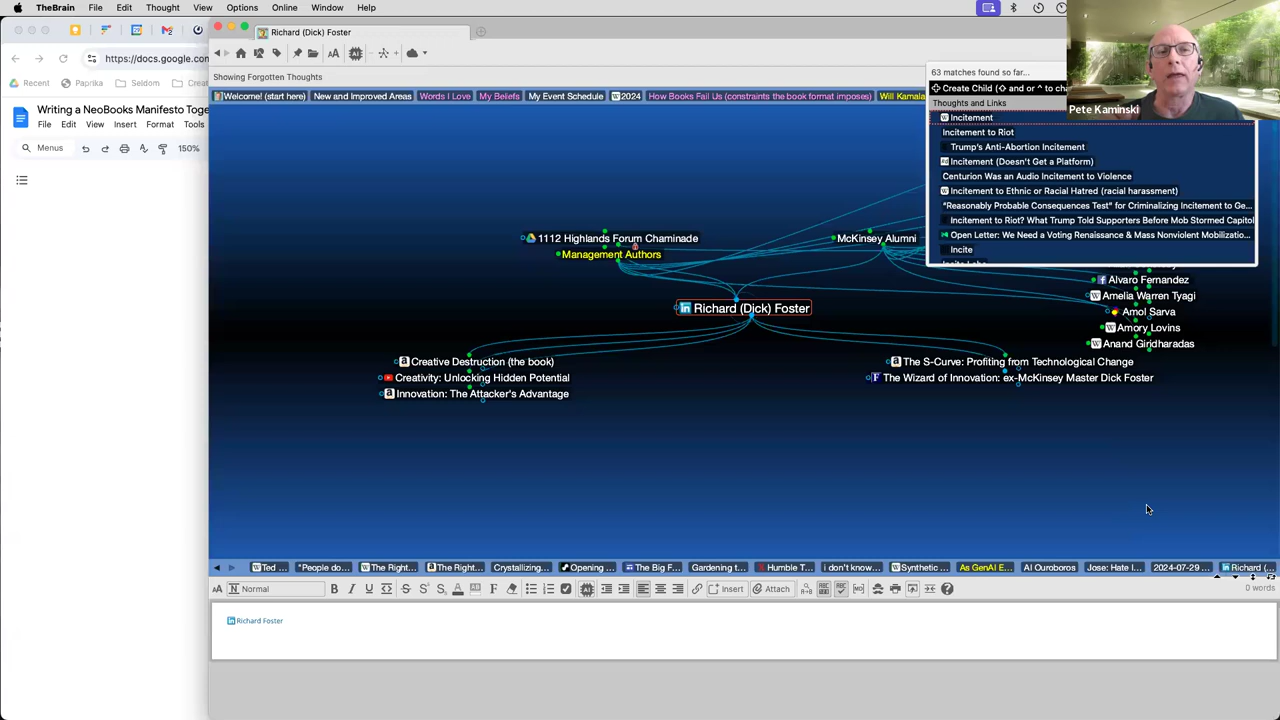 TheBrain File Edit Thought View Options Online Window Help
Richard (Dick) Foster
https://docs.google.com
Recent Paprika Seldom
Showing Forgotten Thoughts
63 matches found so far...
Welcome! (start here) New and Improved Areas Words I Love My Beliefs My Event Schedule 2024 How Books Fail Us (constraints the book format imposes) Will Kamala
Create Child (
Thoughts and Links
Pete Kaminski
Incitement
Incitement to Riot
Trump's Anti-Abortion Incitement
Incitement (Doesn't Get a Platform)
Centurion Was an Audio Incitement to Violence
Incitement to Ethnic or Racial Hatred (racial harassment)
"Reasonably Probable Consequences Test" for Criminalizing Incitement to Ge...
Incitement to Riot? What Trump Told Supporters Before Mob Stormed Capitol
Open Letter: We Need a Voting Renaissance & Mass Nonviolent Mobilizatio...
Incite
Writing a NeoBooks Manifesto Toge
File Edit View Insert Format Tools
Menus 150%
1112 Highlands Forum Chaminade
Management Authors
McKinsey Alumni
Alvaro Fernandez
Amelia Warren Tyagi
Amol Sarva
Amory Lovins
Anand Giridharadas
Richard (Dick) Foster
Creative Destruction (the book)
Creativity: Unlocking Hidden Potential
Innovation: The Attacker's Advantage
The S-Curve: Profiting from Technological Change
The Wizard of Innovation: ex-McKinsey Master Dick Foster
Ted ... "People do... The Right... The Right... Crystallizing... Opening ... The Big F... Gardening t... Humble T... i don't know... Synthetic ... As GenAI E... AI Ouroboros Jose: Hate I... 2024-07-29 ... Richard (...
Normal Insert Attach
0 words
Richard Foster